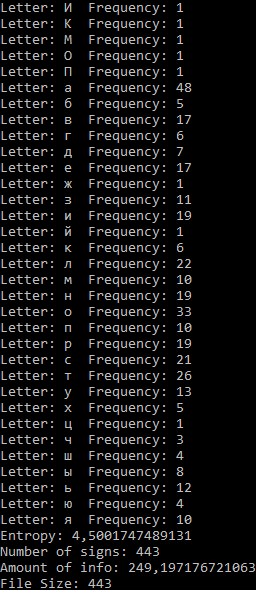 Letter: И  Frequency: 1
Letter: К  Frequency: 1
Letter: М  Frequency: 1
Letter: О  Frequency: 1
Letter: П  Frequency: 1
Letter: а  Frequency: 48
Letter: б  Frequency: 5
Letter: в  Frequency: 17
Letter: г  Frequency: 6
Letter: д  Frequency: 7
Letter: е  Frequency: 17
Letter: ж  Frequency: 1
Letter: з  Frequency: 11
Letter: и  Frequency: 19
Letter: й  Frequency: 1
Letter: к  Frequency: 6
Letter: л  Frequency: 22
Letter: м  Frequency: 10
Letter: н  Frequency: 19
Letter: о  Frequency: 33
Letter: п  Frequency: 10
Letter: р  Frequency: 19
Letter: с  Frequency: 21
Letter: т  Frequency: 26
Letter: у  Frequency: 13
Letter: х  Frequency: 5
Letter: ц  Frequency: 1
Letter: ч  Frequency: 3
Letter: ш  Frequency: 4
Letter: ы  Frequency: 8
Letter: ь  Frequency: 12
Letter: ю  Frequency: 4
Letter: я  Frequency: 10
Entropy: 4,5001747489131
Number of signs: 443
Amount of info: 249,197176721063
File Size: 443